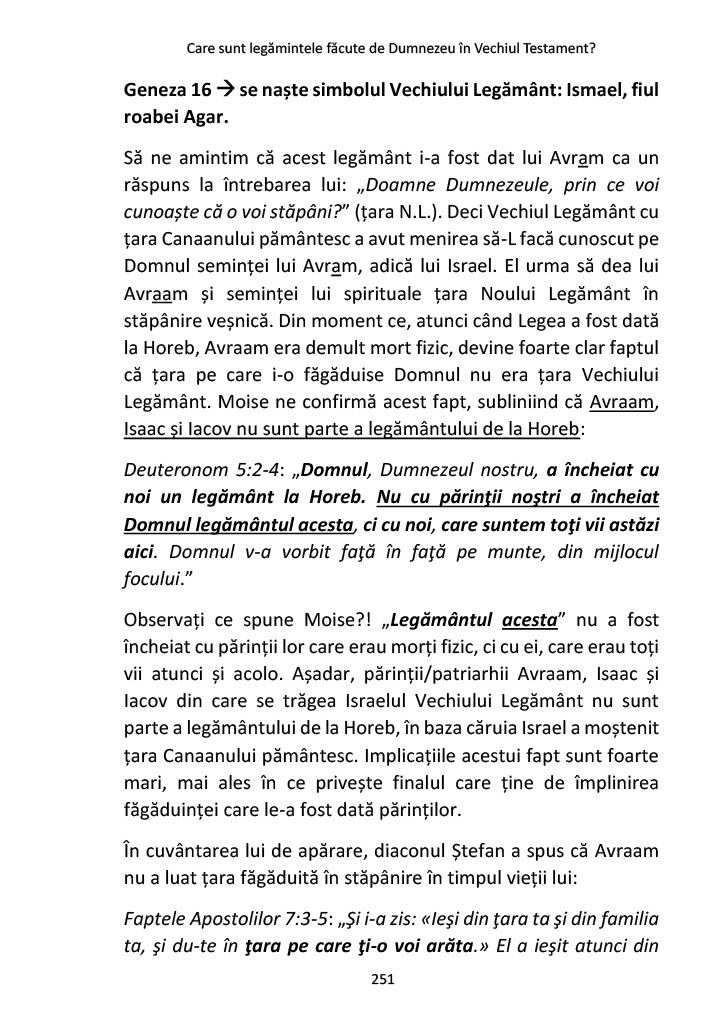 Care sunt legămintele făcute de Dumnezeu în Vechiul Testament?
Geneza 16 → se naște simbolul Vechiului Legământ: Ismael, fiul
roabei Agar.
Să ne amintim că acest legământ i-a fost dat lui Avram ca un
răspuns la întrebarea lui: „Doamne Dumnezeule, prin ce voi
cunoaște că o voi stăpâni?” (țara N.L.). Deci Vechiul Legământ cu
țara Canaanului pământesc a avut menirea să-L facă cunoscut pe
Domnul seminței lui Avram, adică lui Israel. El urma să dea lui
Avraam și seminței lui spirituale țara Noului Legământ în
stăpânire veșnică. Din moment ce, atunci când Legea a fost dată
la Horeb, Avraam era demult mort fizic, devine foarte clar faptul
că țara pe care i-o făgăduise Domnul nu era țara Vechiului
Legământ. Moise ne confirmă acest fapt, subliniind că Avraam,
Isaac și Iacov nu sunt parte a legământului de la Horeb:
Deuteronom 5:2-4: „Domnul, Dumnezeul nostru, a încheiat cu
noi un legământ la Horeb. Nu cu părinţii noştri a încheiat
Domnul legământul acesta, ci cu noi, care suntem toţi vii astăzi
aici. Domnul v-a vorbit faţă în faţă pe munte, din mijlocul
focului.”
Observați ce spune Moise?! „Legământul acesta” nu a fost
încheiat cu părinții lor care erau morți fizic, ci cu ei, care erau toți
vii atunci și acolo. Așadar, părinții/patriarhii Avraam, Isaac și
Iacov din care se trăgea Israelul Vechiului Legământ nu sunt
parte a legământului de la Horeb, în baza căruia Israel a moștenit
țara Canaanului pământesc. Implicațiile acestui fapt sunt foarte
mari, mai ales în ce privește finalul care ține de împlinirea
făgăduinței care le-a fost dată părinților.
În cuvântarea lui de apărare, diaconul Ștefan a spus că Avraam
nu a luat țara făgăduită în stăpânire în timpul vieții lui:
Faptele Apostolilor 7:3-5: „Şi i-a zis: «Ieşi din ţara ta şi din familia
ta, şi du-te în ţara pe care ţi-o voi arăta.» El a ieşit atunci din
251